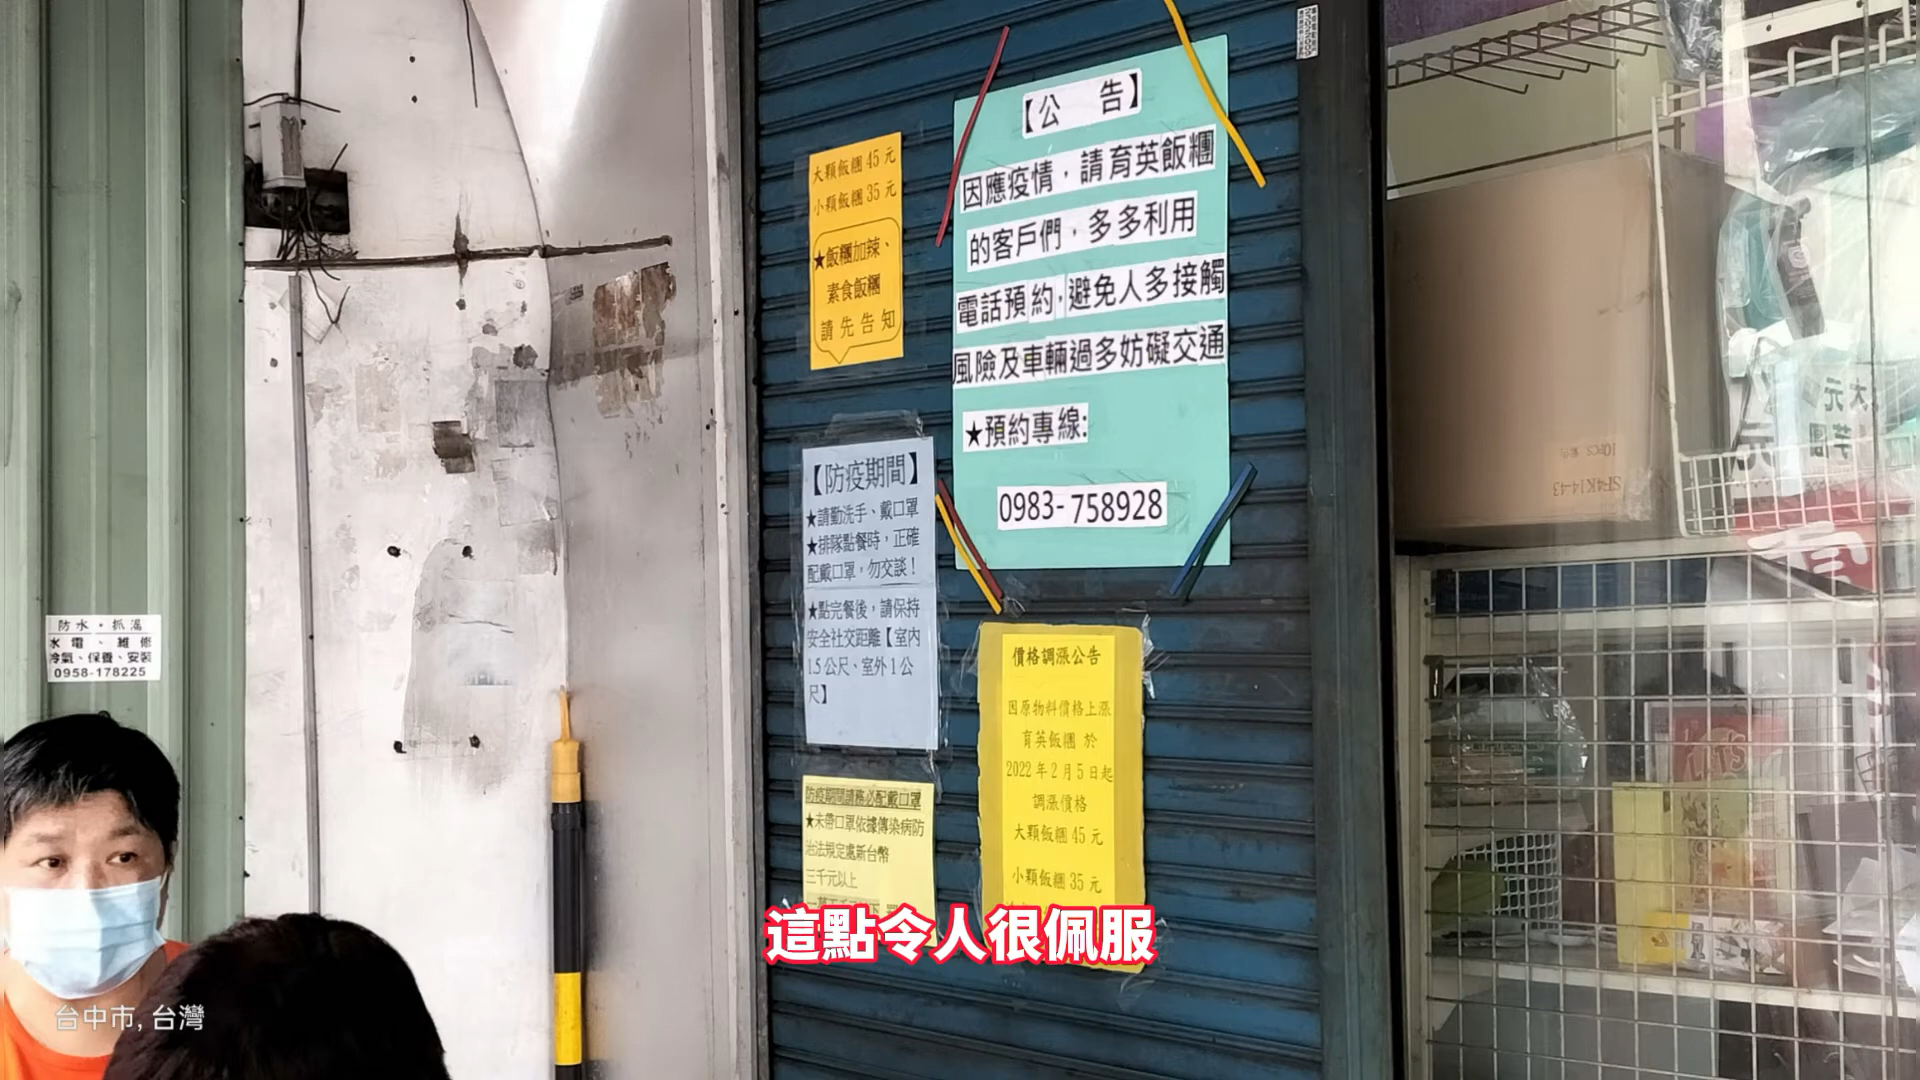 【公 告】
因應疫情，請育英飯糰
的客戶們，多多利用
電話預約，避免人多接觸
風險及車輛過多妨礙交通
★預約專線:
0983-758928
大顆飯糰 45 元
小顆飯糰 35 元
★飯糰加辣、
素食飯糰
請先告知
【防疫期間】
★請勤洗手、戴口罩
★排隊點餐時，正確
配戴口罩，勿交談！
★點完餐後，請保持
安全社交距離【室內
1.5公尺、室外1公
尺】
防疫期間請務必配戴口罩
★未帶口罩依據傳染病防
治法規定處新台幣
三千元以上
價格調漲公告
因原物料價格上漲
育英飯糰 於
2022年2月5日起
調漲價格
大顆飯糰 45 元
小顆飯糰 35 元
防水・抓漏
水電、維修
冷氣、保養、安裝
0958-178225
10PCS
SF4K14-43
LET'S
這點令人很佩服
台中市, 台灣